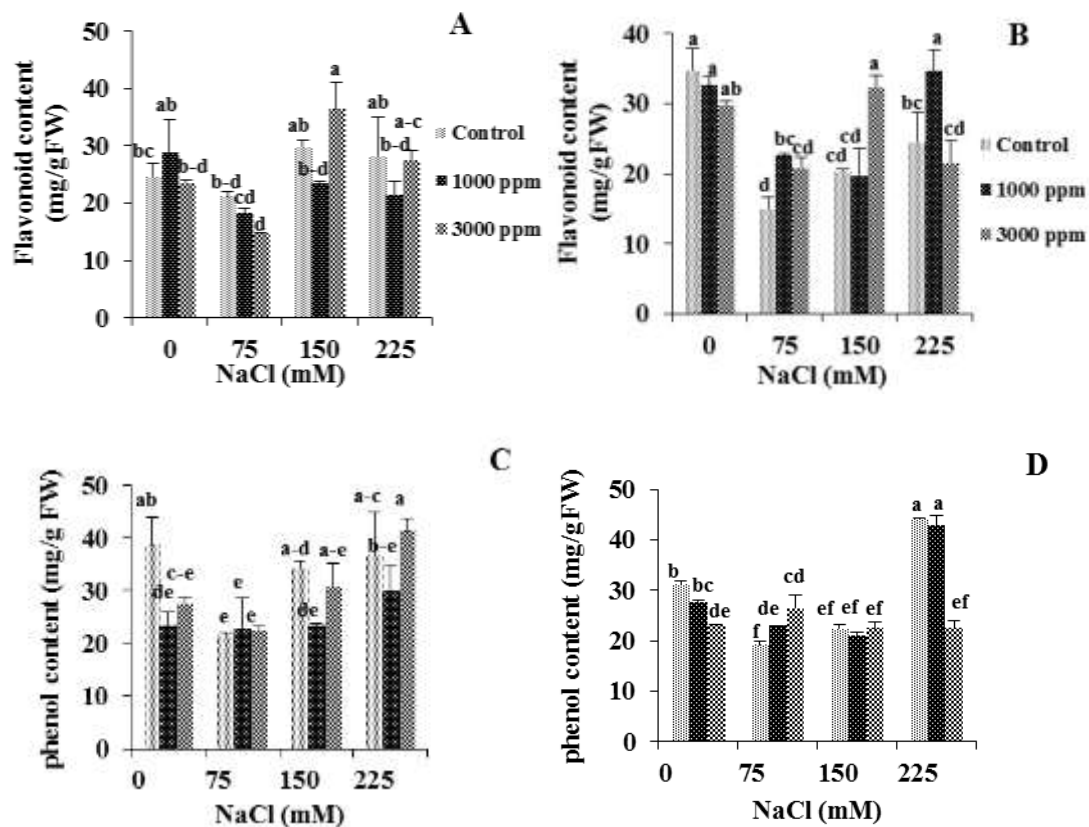 A
Flavonoid content
(mg/gFW)
50
40
30
20
10
0
bc
ab
b-d
b-d
cd
d
ab
b-d
a
ab
b-d
a-c
0 75 150 225
NaCl (mM)
Control
1000 ppm
3000 ppm
B
Flavonoid content
(mg/gFW)
40
30
20
10
0
a
a
ab
d
bc
cd
cd
cd
a
bc
a
cd
0 75 150 225
NaCl (mM)
Control
1000 ppm
3000 ppm
C
phenol content (mg/g FW)
50
40
30
20
10
0
ab
de
c-e
e
e
e
a-d
de
a-e
a-c
b-e
a
0 75 150 225
D
phenol content (mg/gFW)
50
40
30
20
10
0
b
bc
de
f
de
cd
ef
ef
ef
a
a
ef
0 75 150 225
NaCl (mM)